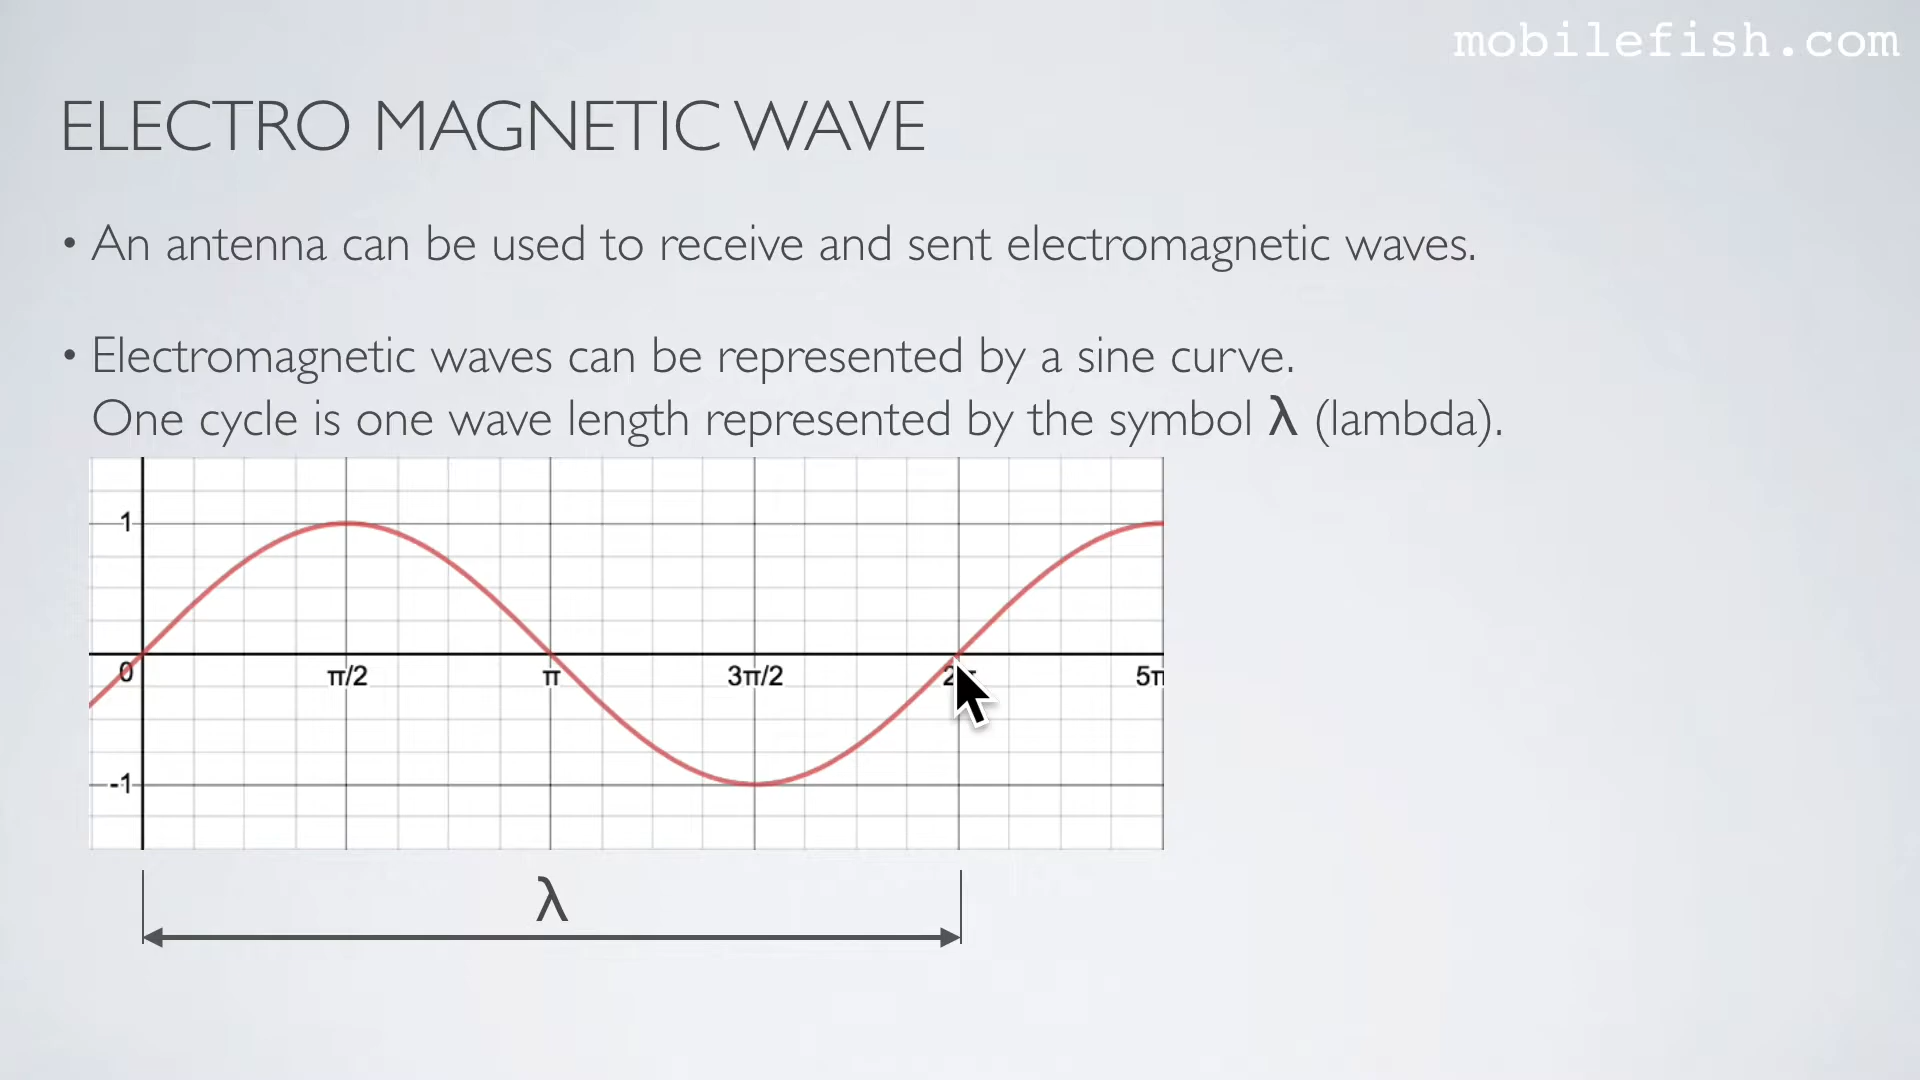 mobilefish.com
ELECTRO MAGNETIC WAVE
• An antenna can be used to receive and sent electromagnetic waves.
• Electromagnetic waves can be represented by a sine curve.
One cycle is one wave length represented by the symbol λ (lambda).
1
0 π/2 π 3π/2 2π 5π
-1
λ